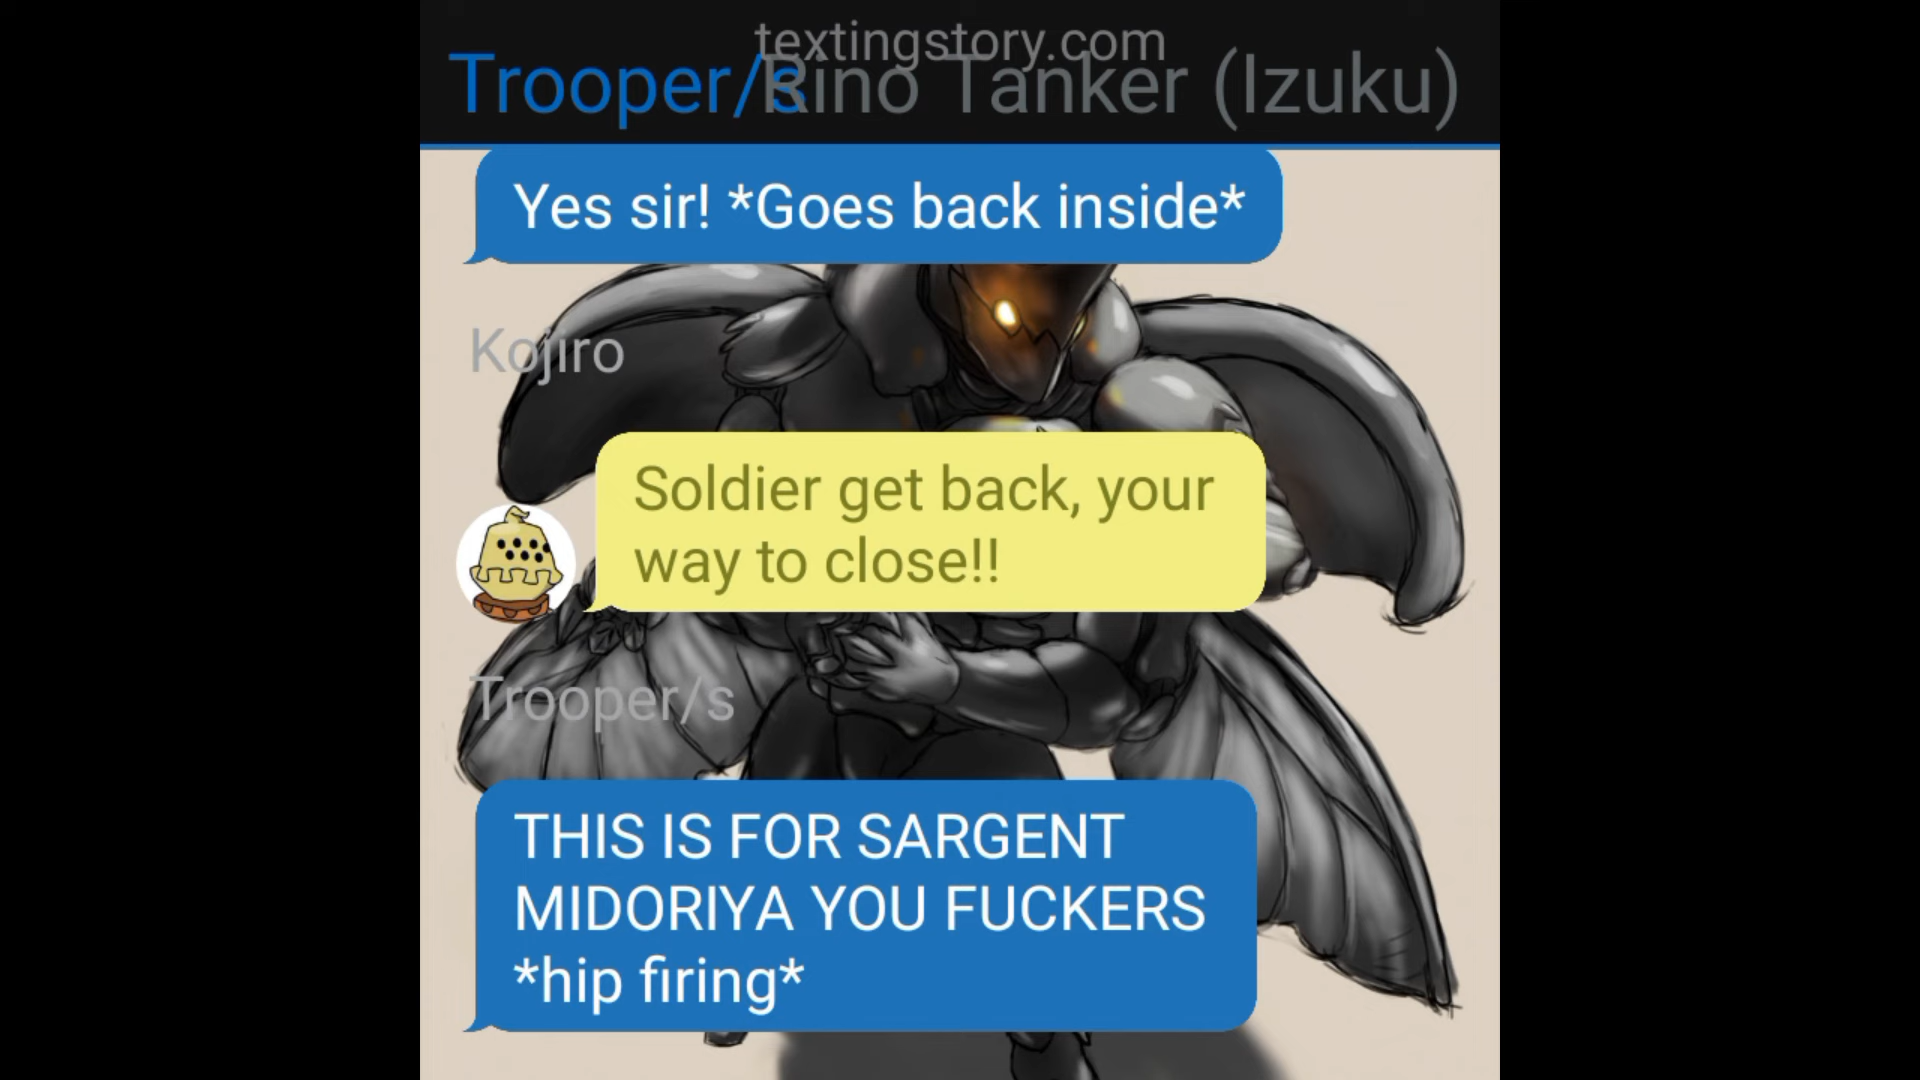 textingstory.com
Trooper/s Rino Tanker (Izuku)
Yes sir! *Goes back inside*
Kojiro
Soldier get back, your
way to close!!
Trooper/s
THIS IS FOR SARGENT
MIDORIYA YOU FUCKERS
*hip firing*